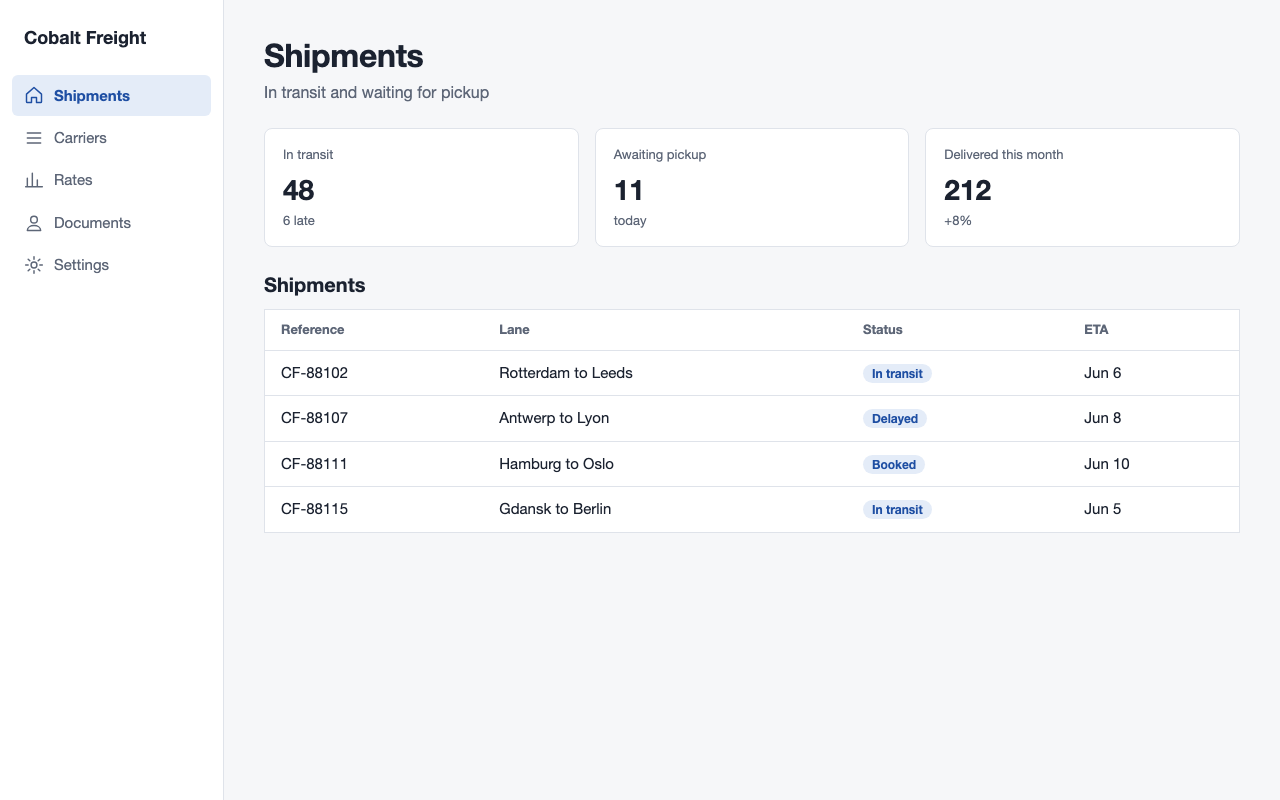 Cobalt Freight
Shipments
Carriers
Rates
Documents
Settings
Shipments
In transit and waiting for pickup
In transit
48
6 late
Awaiting pickup
11
today
Delivered this month
212
+8%
Shipments
Reference Lane Status ETA
CF-88102 Rotterdam to Leeds In transit Jun 6
CF-88107 Antwerp to Lyon Delayed Jun 8
CF-88111 Hamburg to Oslo Booked Jun 10
CF-88115 Gdansk to Berlin In transit Jun 5